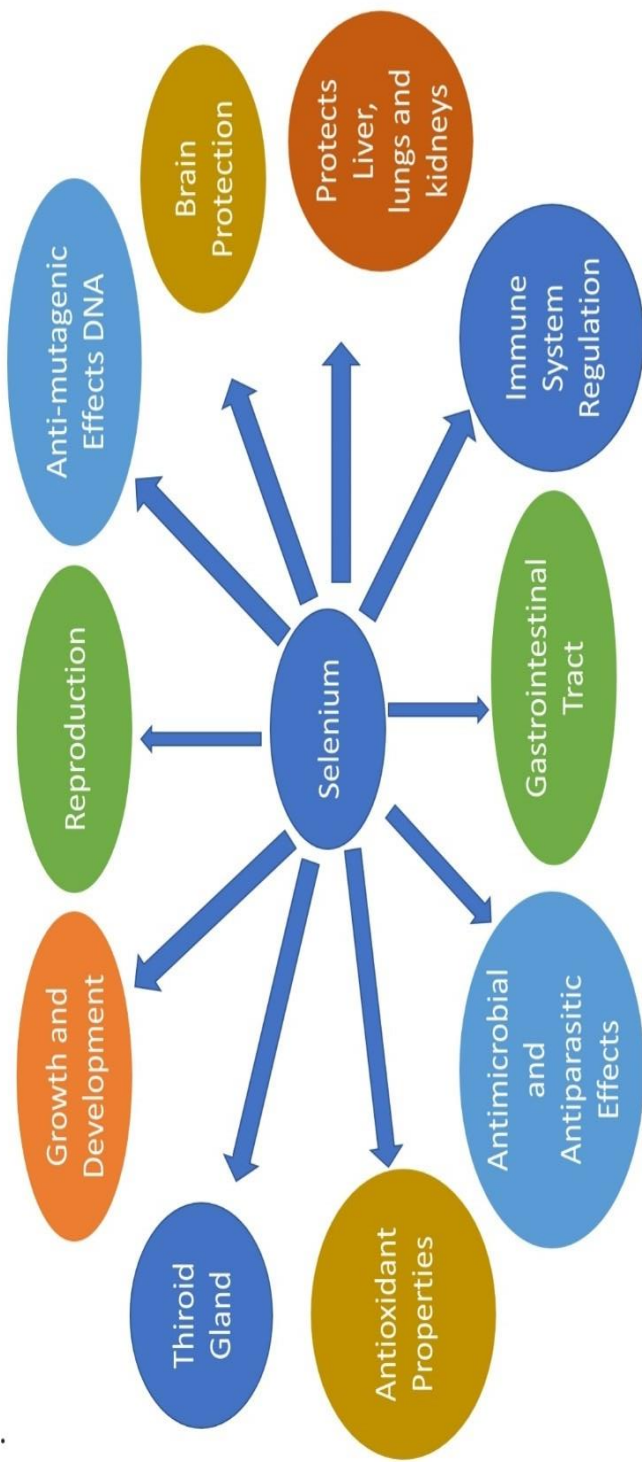 Growth and
Development
Reproduction
Anti-mutagenic
Effects DNA
Thiroid
Gland
Brain
Protection
Selenium
Antioxidant
Properties
Protects
Liver,
lungs and
kidneys
Antimicrobial
and
Antiparasitic
Effects
Gastrointestinal
Tract
Immune
System
Regulation